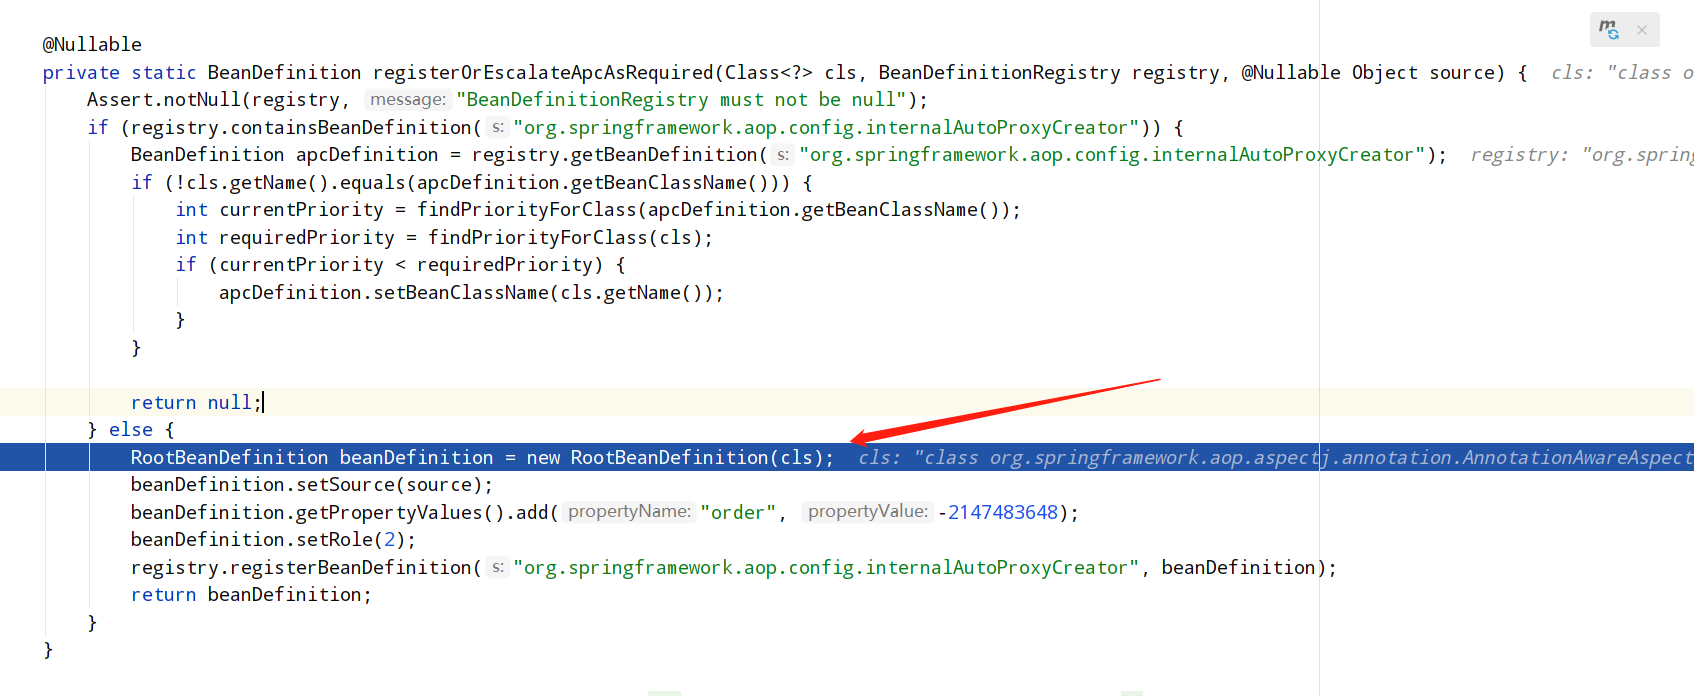 @Nullable
private static BeanDefinition registerOrEscalateApcAsRequired(Class<?> cls, BeanDefinitionRegistry registry, @Nullable Object source) { cls: "class o
Assert.notNull(registry, message: "BeanDefinitionRegistry must not be null");
if (registry.containsBeanDefinition( s: "org.springframework.aop.config.internalAutoProxyCreator")) {
BeanDefinition apcDefinition = registry.getBeanDefinition( s: "org.springframework.aop.config.internalAutoProxyCreator"); registry: "org.spring
if (!cls.getName().equals(apcDefinition.getBeanClassName())) {
int currentPriority = findPriorityForClass(apcDefinition.getBeanClassName());
int requiredPriority = findPriorityForClass(cls);
if (currentPriority < requiredPriority) {
apcDefinition.setBeanClassName(cls.getName());
}
}
return null;
} else {
RootBeanDefinition beanDefinition = new RootBeanDefinition(cls); cls: "class org.springframework.aop.aspectj.annotation.AnnotationAwareAspect
beanDefinition.setSource(source);
beanDefinition.getPropertyValues().add( propertyName: "order", propertyValue: -2147483648);
beanDefinition.setRole(2);
registry.registerBeanDefinition( s: "org.springframework.aop.config.internalAutoProxyCreator", beanDefinition);
return beanDefinition;
}
}